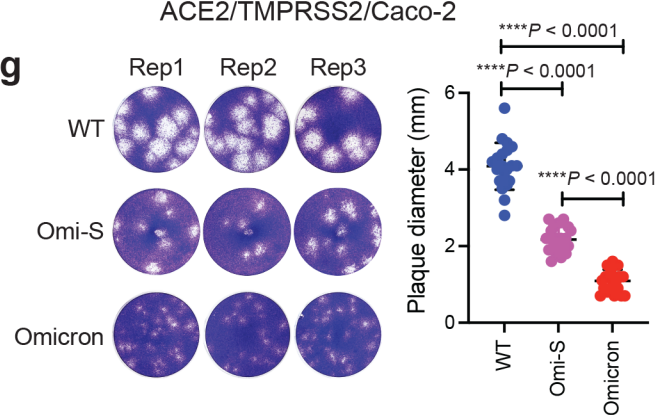 ACE2/TMPRSS2/Caco-2
g
Rep1 Rep2 Rep3
WT
Omi-S
Omicron
****P < 0.0001
****P < 0.0001
****P < 0.0001
Plaque diameter (mm)
6
4
2
0
WT
Omi-S
Omicron